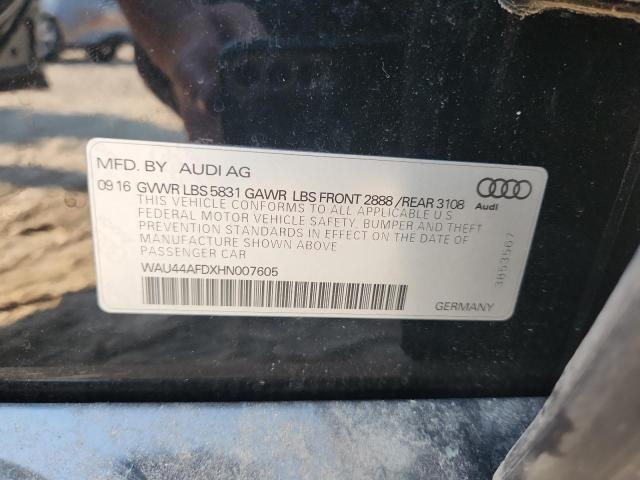 MFD. BY AUDI AG
09 16 GVWR LBS 5831 GAWR LBS FRONT 2888 / REAR 3108
THIS VEHICLE CONFORMS TO ALL APPLICABLE U S
FEDERAL MOTOR VEHICLE SAFETY, BUMPER AND THEFT
PREVENTION STANDARDS IN EFFECT ON THE DATE OF
MANUFACTURE SHOWN ABOVE
PASSENGER CAR
WAU44AFDXHN007605
GERMANY
Audi
3853567